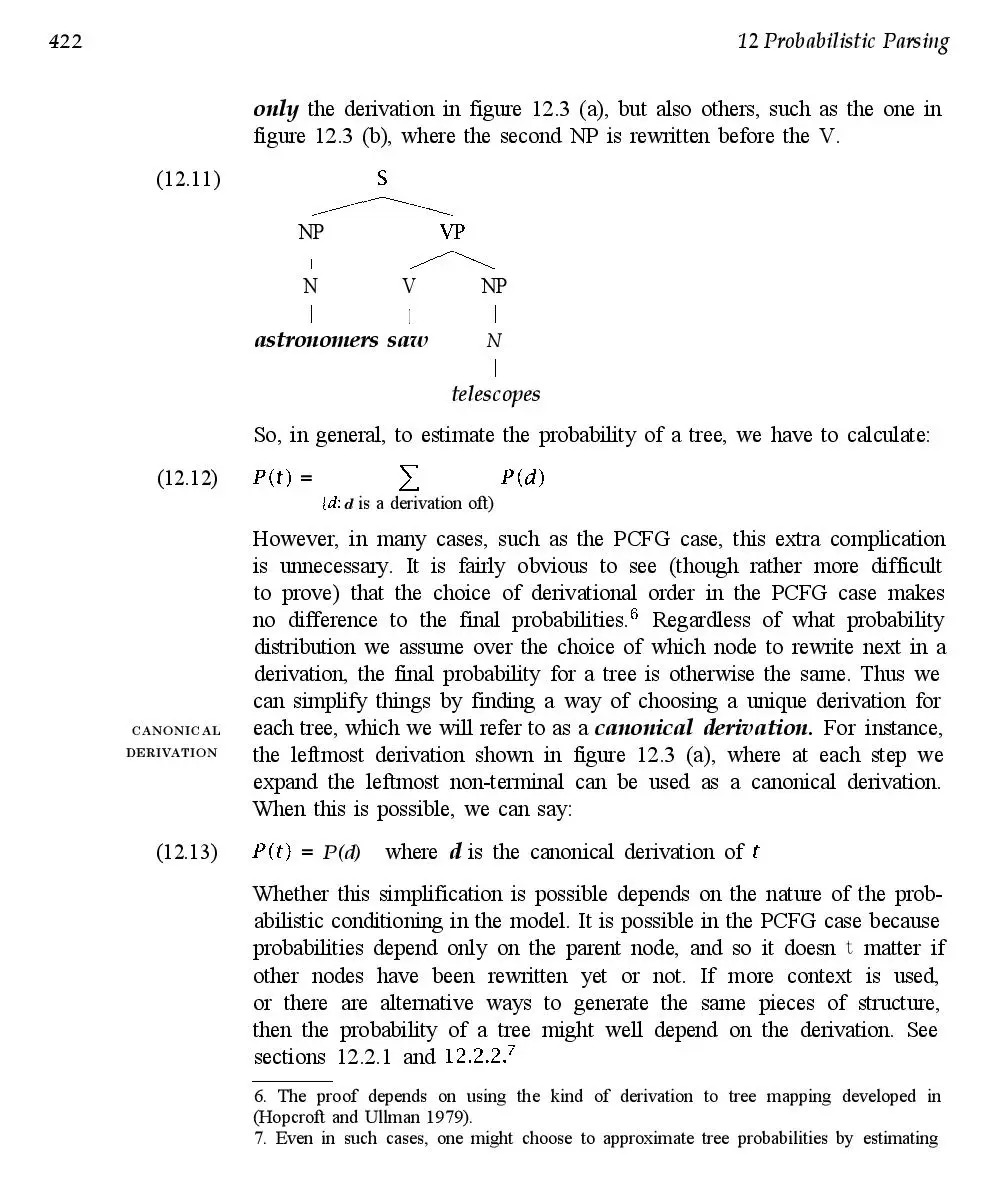 422 12 Probabilistic Parsing
only the derivation in figure 12.3 (a), but also others, such as the one in
figure 12.3 (b), where the second NP is rewritten before the V.
(12.11) S
NP VP
N V NP
astronomers saw N
telescopes
So, in general, to estimate the probability of a tree, we have to calculate:
(12.12) P(t) = ∑ P(d)
{d: d is a derivation oft)
However, in many cases, such as the PCFG case, this extra complication
is unnecessary. It is fairly obvious to see (though rather more difficult
to prove) that the choice of derivational order in the PCFG case makes
no difference to the final probabilities.⁶ Regardless of what probability
distribution we assume over the choice of which node to rewrite next in a
derivation, the final probability for a tree is otherwise the same. Thus we
can simplify things by finding a way of choosing a unique derivation for
CANONICAL each tree, which we will refer to as a canonical derivation. For instance,
DERIVATION the leftmost derivation shown in figure 12.3 (a), where at each step we
expand the leftmost non-terminal can be used as a canonical derivation.
When this is possible, we can say:
(12.13) P(t) = P(d) where d is the canonical derivation of t
Whether this simplification is possible depends on the nature of the prob-
abilistic conditioning in the model. It is possible in the PCFG case because
probabilities depend only on the parent node, and so it doesn t matter if
other nodes have been rewritten yet or not. If more context is used,
or there are alternative ways to generate the same pieces of structure,
then the probability of a tree might well depend on the derivation. See
sections 12.2.1 and 12.2.2.⁷
6. The proof depends on using the kind of derivation to tree mapping developed in
(Hopcroft and Ullman 1979).
7. Even in such cases, one might choose to approximate tree probabilities by estimating